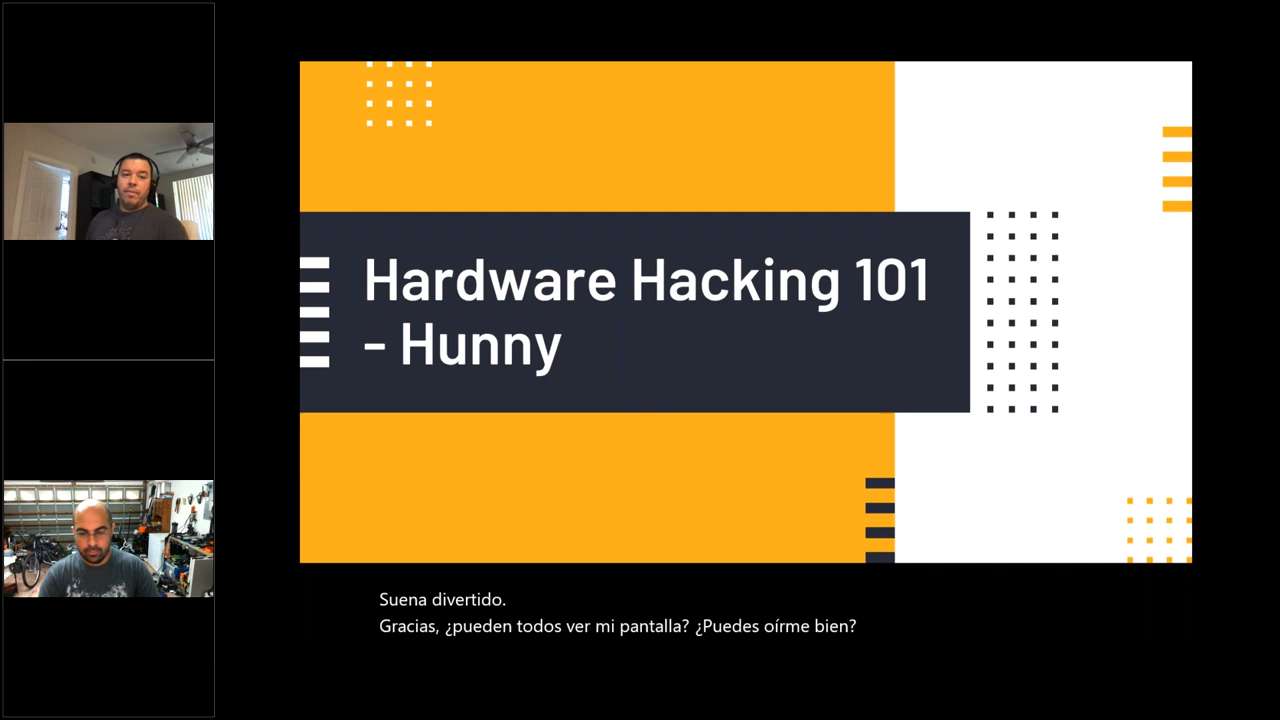 Hardware Hacking 101
- Hunny
Suena divertido.
Gracias, ¿pueden todos ver mi pantalla? ¿Puedes oírme bien?